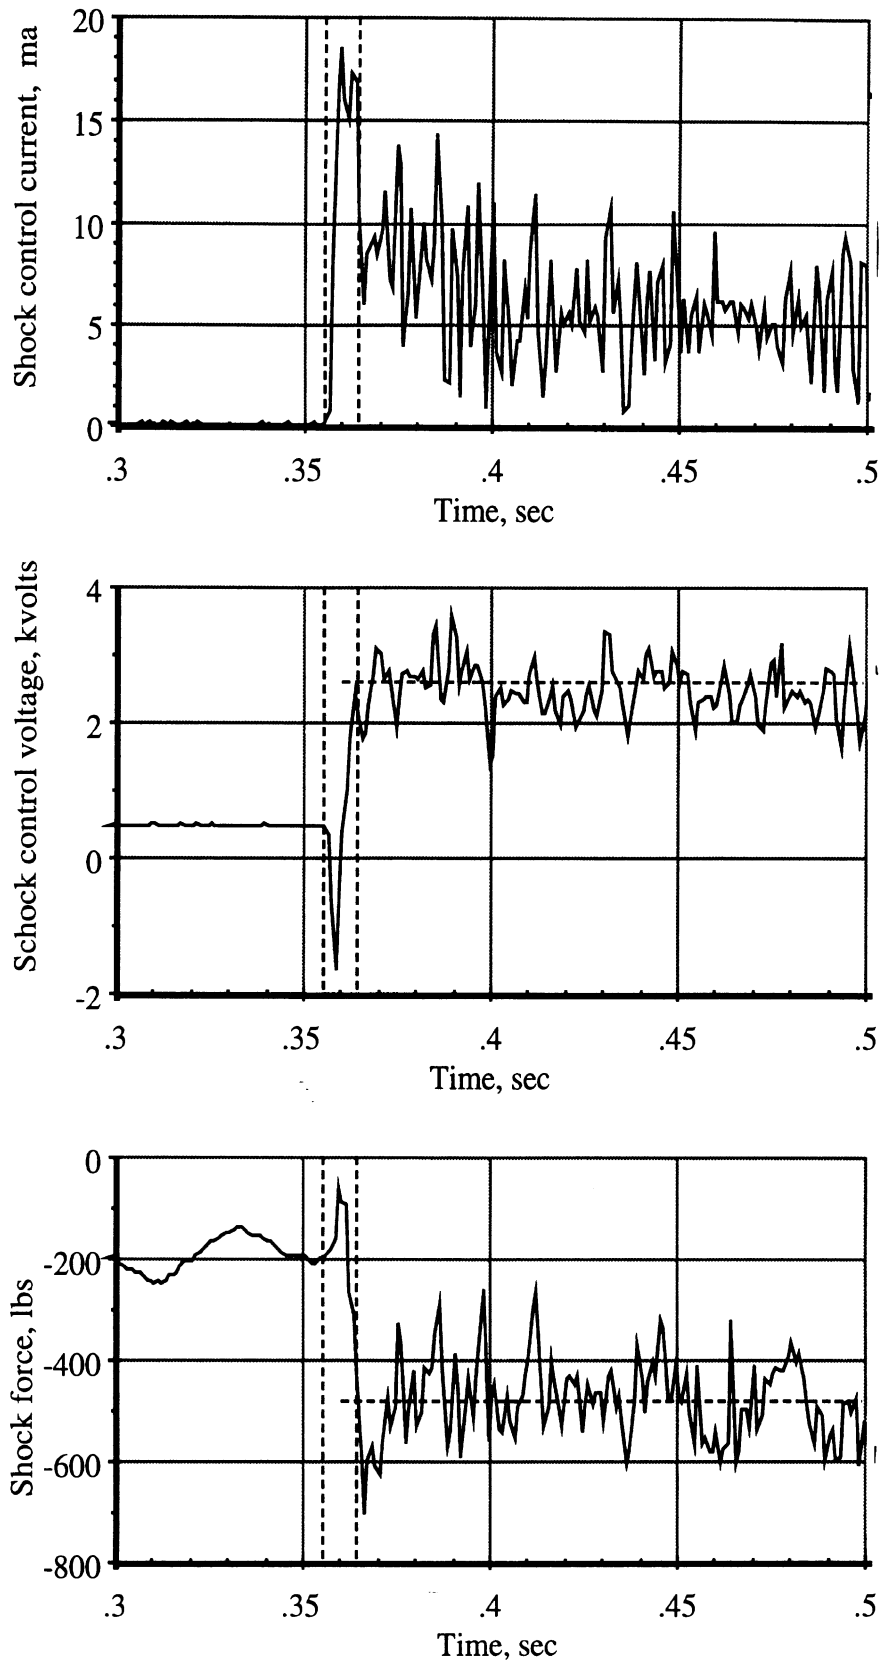 Shock control current, ma
20
15
10
5
0
.3 .35 .4 .45 .5
Time, sec
Schock control voltage, kvolts
4
2
0
-2
.3 .35 .4 .45 .5
Time, sec
Shock force, lbs
0
-200
-400
-600
-800
.3 .35 .4 .45 .5
Time, sec